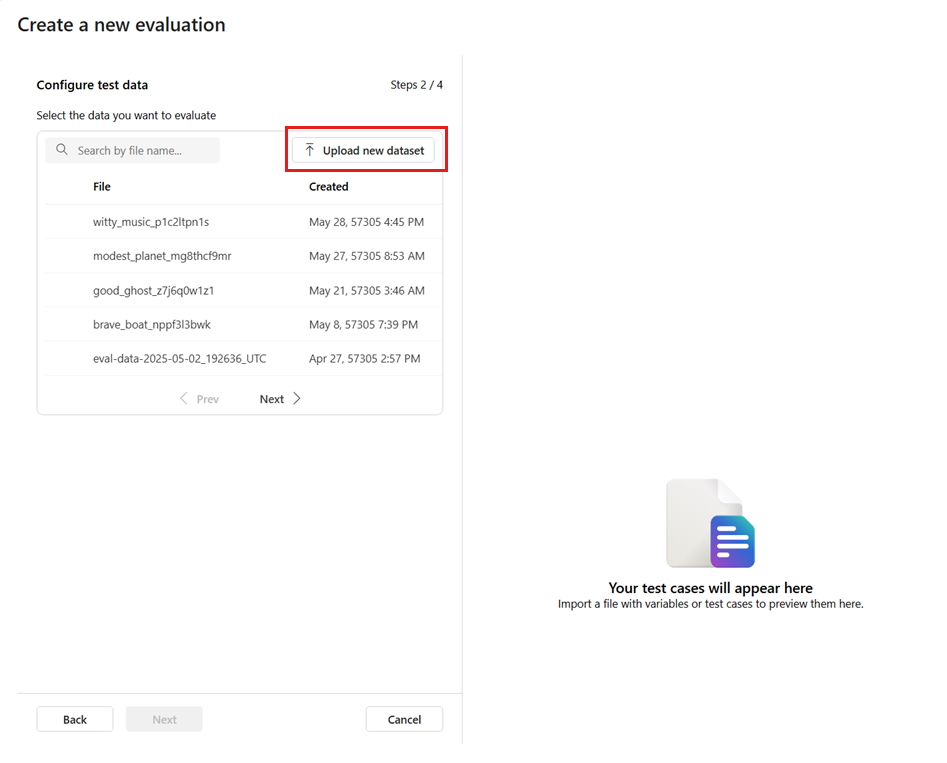 Create a new evaluation
Configure test data
Steps 2 / 4
Select the data you want to evaluate
Search by file name...
Upload new dataset
File Created
witty_music_p1c2ltpn1s May 28, 57305 4:45 PM
modest_planet_mg8thcf9mr May 27, 57305 8:53 AM
good_ghost_z7j6q0w1z1 May 21, 57305 3:46 AM
brave_boat_nppf3l3bwk May 8, 57305 7:39 PM
eval-data-2025-05-02_192636_UTC Apr 27, 57305 2:57 PM
Prev Next
Your test cases will appear here
Import a file with variables or test cases to preview them here.
Back Next Cancel